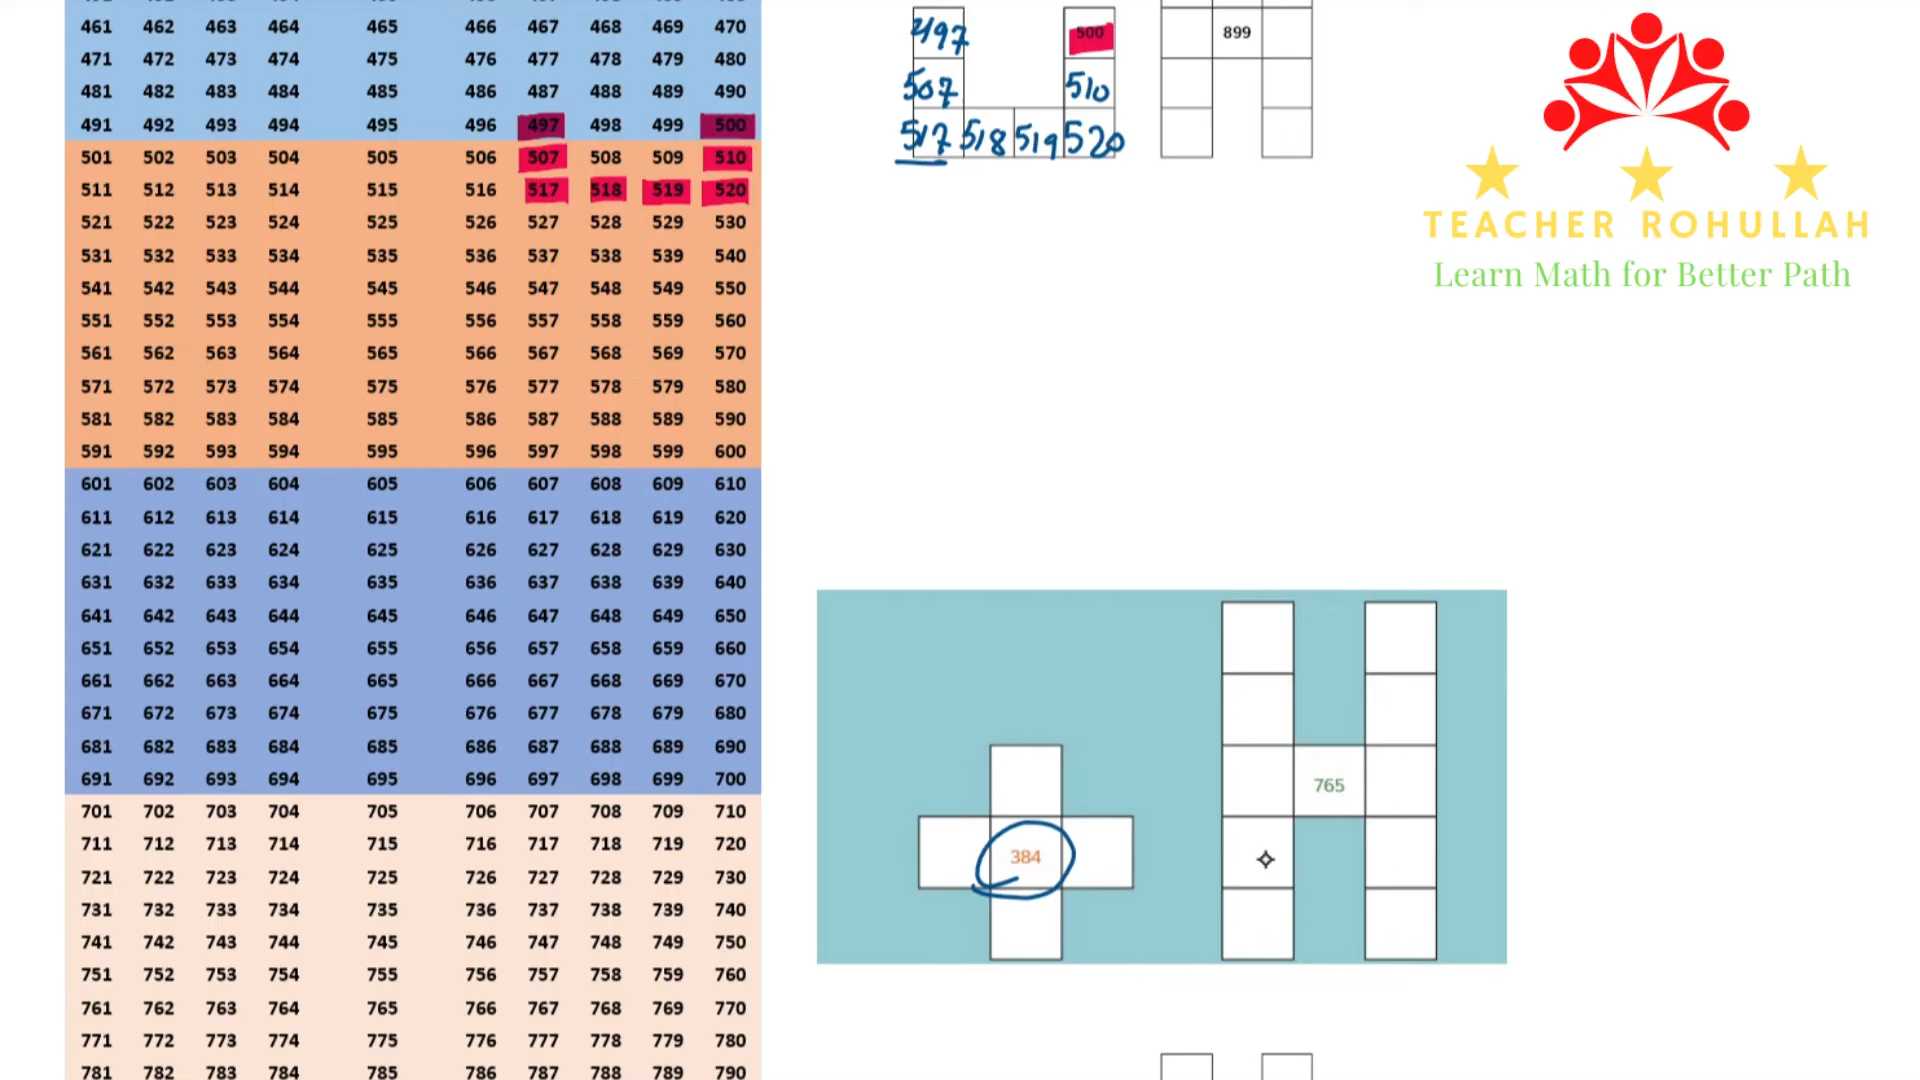 461 462 463 464 465 466 467 468 469 470
471 472 473 474 475 476 477 478 479 480
481 482 483 484 485 486 487 488 489 490
491 492 493 494 495 496 497 498 499 500
501 502 503 504 505 506 507 508 509 510
511 512 513 514 515 516 517 518 519 520
521 522 523 524 525 526 527 528 529 530
531 532 533 534 535 536 537 538 539 540
541 542 543 544 545 546 547 548 549 550
551 552 553 554 555 556 557 558 559 560
561 562 563 564 565 566 567 568 569 570
571 572 573 574 575 576 577 578 579 580
581 582 583 584 585 586 587 588 589 590
591 592 593 594 595 596 597 598 599 600
601 602 603 604 605 606 607 608 609 610
611 612 613 614 615 616 617 618 619 620
621 622 623 624 625 626 627 628 629 630
631 632 633 634 635 636 637 638 639 640
641 642 643 644 645 646 647 648 649 650
651 652 653 654 655 656 657 658 659 660
661 662 663 664 665 666 667 668 669 670
671 672 673 674 675 676 677 678 679 680
681 682 683 684 685 686 687 688 689 690
691 692 693 694 695 696 697 698 699 700
701 702 703 704 705 706 707 708 709 710
711 712 713 714 715 716 717 718 719 720
721 722 723 724 725 726 727 728 729 730
731 732 733 734 735 736 737 738 739 740
741 742 743 744 745 746 747 748 749 750
751 752 753 754 755 756 757 758 759 760
761 762 763 764 765 766 767 768 769 770
771 772 773 774 775 776 777 778 779 780
781 782 783 784 785 786 787 788 789 790
497 500
507 510
517 518 519 520
899
TEACHER ROHULLAH
Learn Math for Better Path
765
384